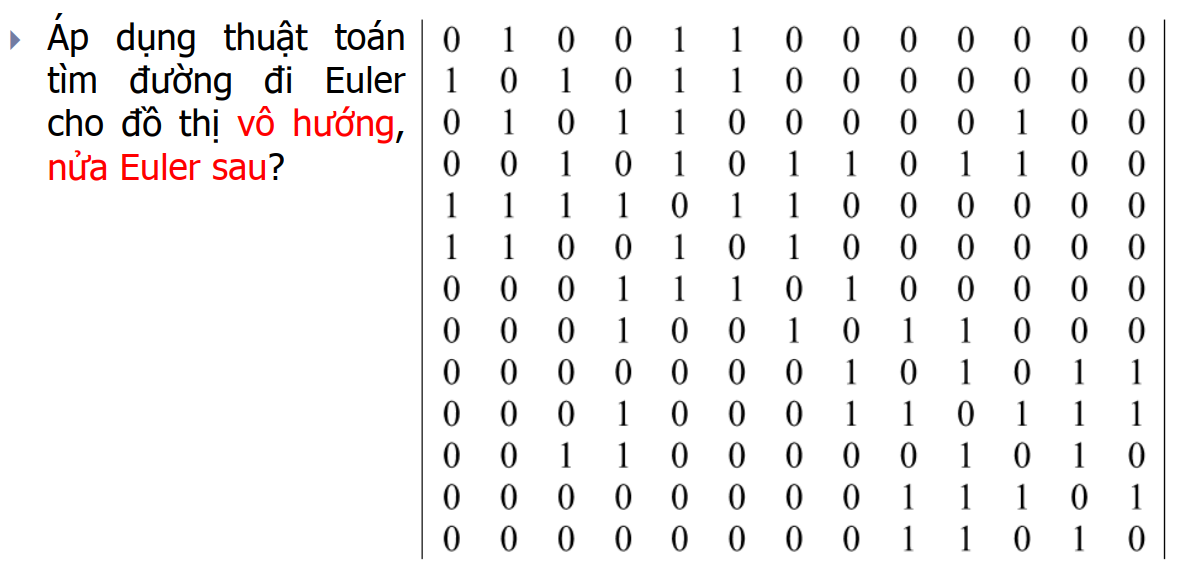 Áp dụng thuật toán
tìm đường đi Euler
cho đồ thị vô hướng,
nửa Euler sau?
0 1 0 0 1 1 0 0 0 0 0 0 0
1 0 1 0 1 1 0 0 0 0 0 0 0
0 1 0 1 1 0 0 0 0 0 1 0 0
0 0 1 0 1 0 1 1 0 1 1 0 0
1 1 1 1 0 1 1 0 0 0 0 0 0
1 1 0 0 1 0 1 0 0 0 0 0 0
0 0 0 1 1 1 0 1 0 0 0 0 0
0 0 0 1 0 0 1 0 1 1 0 0 0
0 0 0 0 0 0 0 1 0 1 0 1 1
0 0 0 1 0 0 0 1 1 0 1 1 1
0 0 1 1 0 0 0 0 0 1 0 1 0
0 0 0 0 0 0 0 0 1 1 1 0 1
0 0 0 0 0 0 0 0 1 1 0 1 0